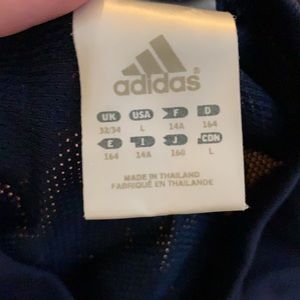 adidas
UK USA F D
32/34 L 14A 164
E I J CDN
164 14A 160 L
MADE IN THAILAND
FABRIQUÉ EN THAILANDE